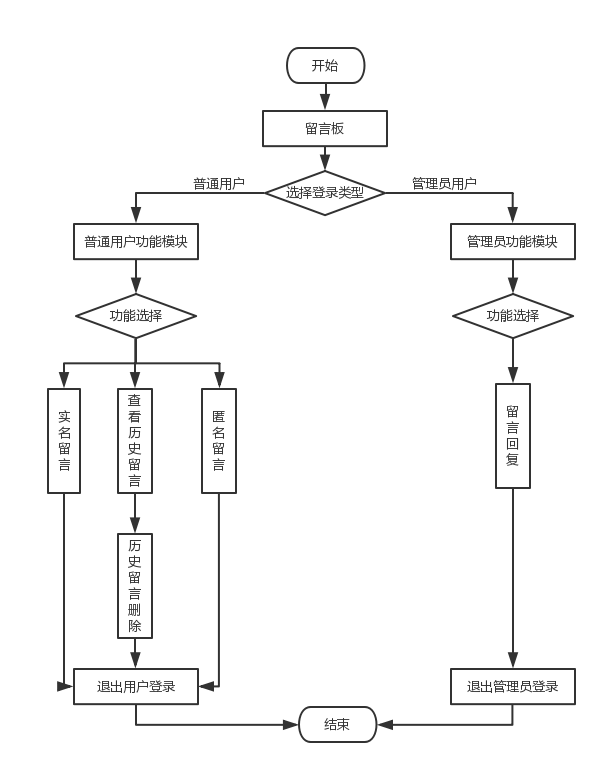 开始
留言板
选择登录类型
普通用户
管理员用户
普通用户功能模块
管理员功能模块
功能选择
功能选择
实名留言
查看历史留言
匿名留言
留言回复
历史留言删除
退出用户登录
退出管理员登录
结束